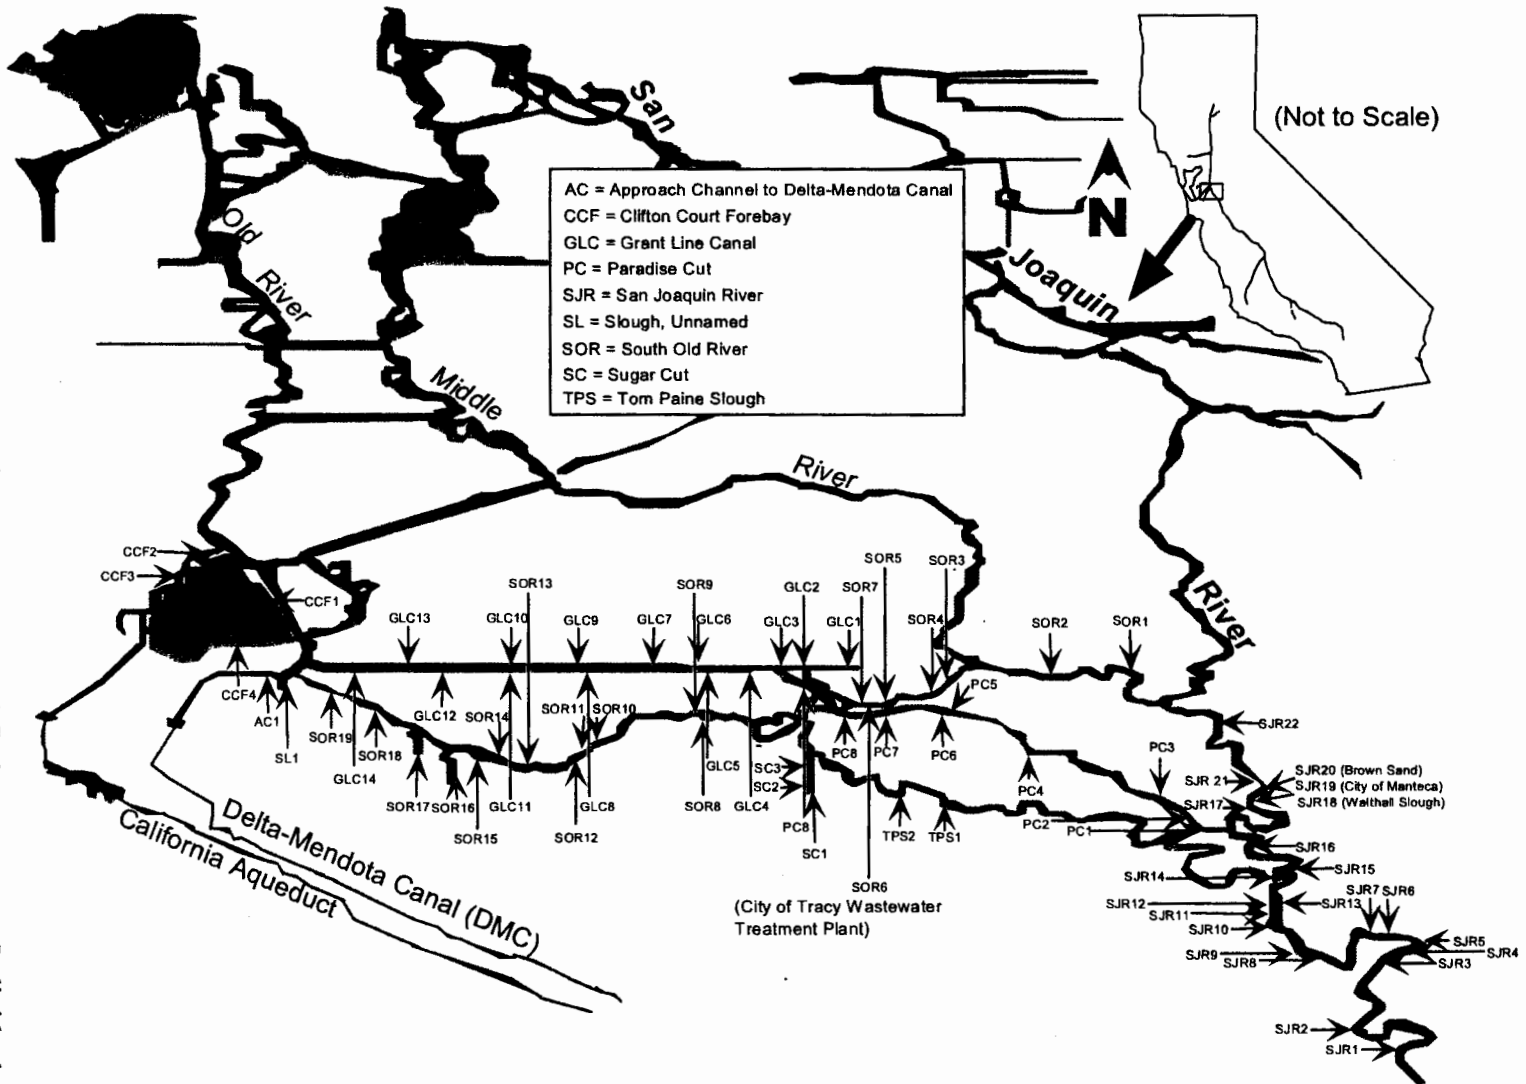 San
(Not to Scale)
AC = Approach Channel to Delta-Mendota Canal
CCF = Clifton Court Forebay
GLC = Grant Line Canal
PC = Paradise Cut
SJR = San Joaquin River
SL = Slough, Unnamed
SOR = South Old River
SC = Sugar Cut
TPS = Tom Paine Slough
N
Old
River
Joaquin
Middle
River
River
CCF2
CCF3
CCF1
CCF4
SOR13
SOR9
GLC2
SOR5
SOR3
SOR7
GLC13
GLC10
GLC9
GLC7
GLC6
GLC3
GLC1
SOR4
SOR2
SOR1
PC5
AC1
SL1
SOR19
GLC14
SOR18
SOR17
GLC12
SOR14
SOR16
SOR15
GLC11
SOR11
SOR10
SOR12
GLC8
GLC5
SOR8
GLC4
SC3
SC2
PC8
SC1
PC8
PC7
PC6
TPS2
TPS1
SOR6
(City of Tracy Wastewater
Treatment Plant)
PC4
PC3
PC2
PC1
SJR22
SJR 21
SJR20 (Brown Sand)
SJR19 (City of Manteca)
SJR18 (Walthall Slough)
SJR17
SJR16
SJR15
SJR14
SJR13
SJR12
SJR11
SJR10
SJR9
SJR8
SJR7
SJR6
SJR5
SJR4
SJR3
SJR2
SJR1
Delta-Mendota Canal (DMC)
California Aqueduct